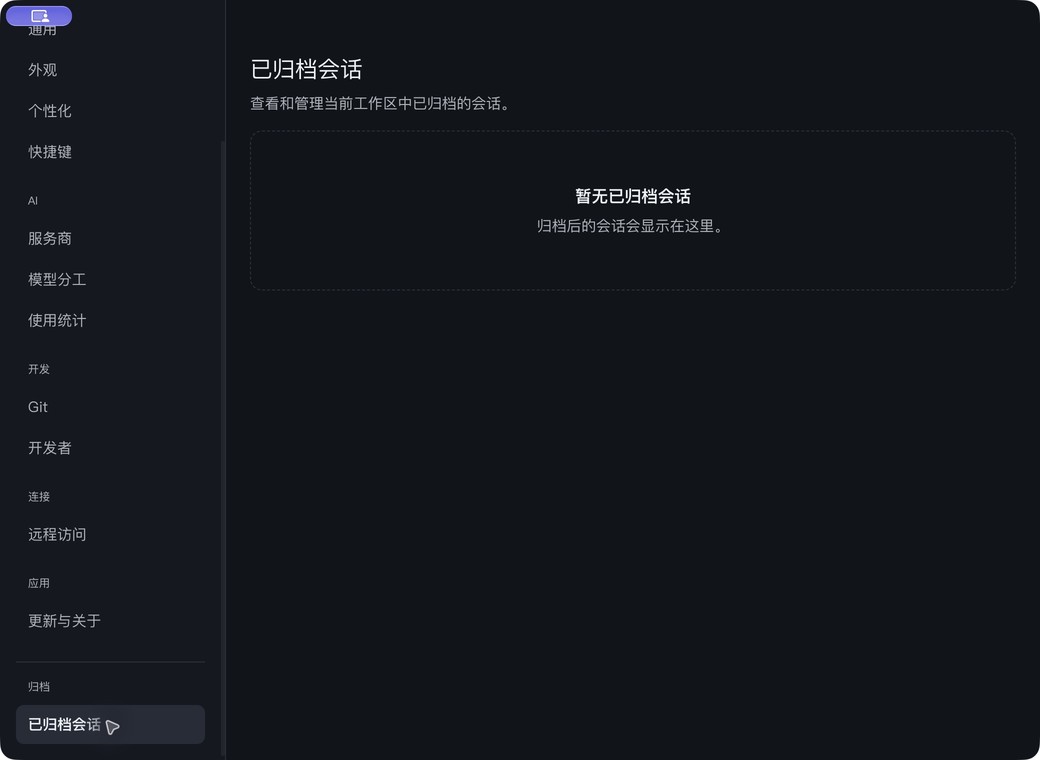 通用
外观
个性化
快捷键
AI
服务商
模型分工
使用统计
开发
Git
开发者
连接
远程访问
应用
更新与关于
归档
已归档会话
已归档会话
查看和管理当前工作区中已归档的会话。
暂无已归档会话
归档后的会话会显示在这里。